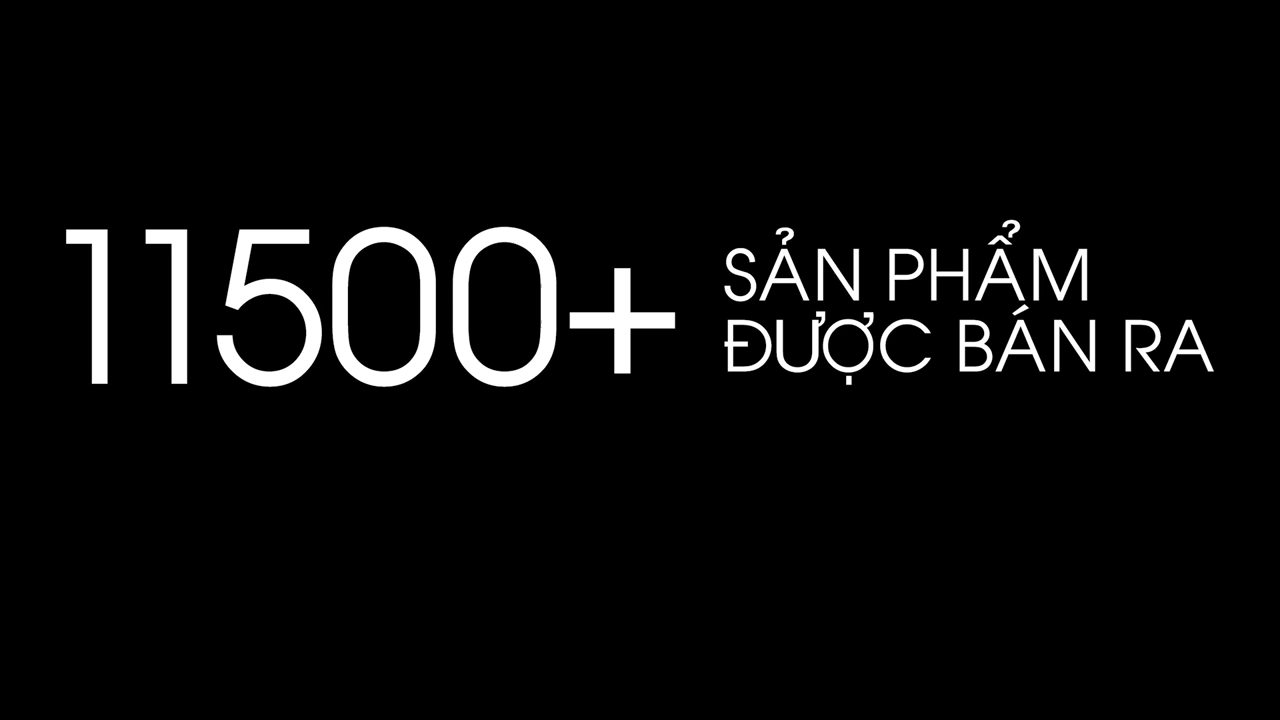 11500+
SẢN PHẨM
ĐƯỢC BÁN RA